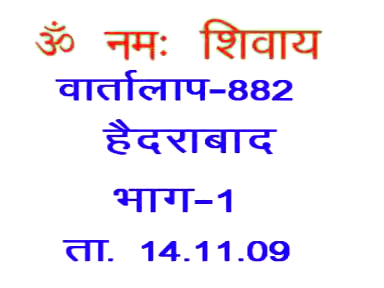 ॐ नमः शिवाय
वार्तालाप-882
हैदराबाद
भाग-1
ता. 14.11.09